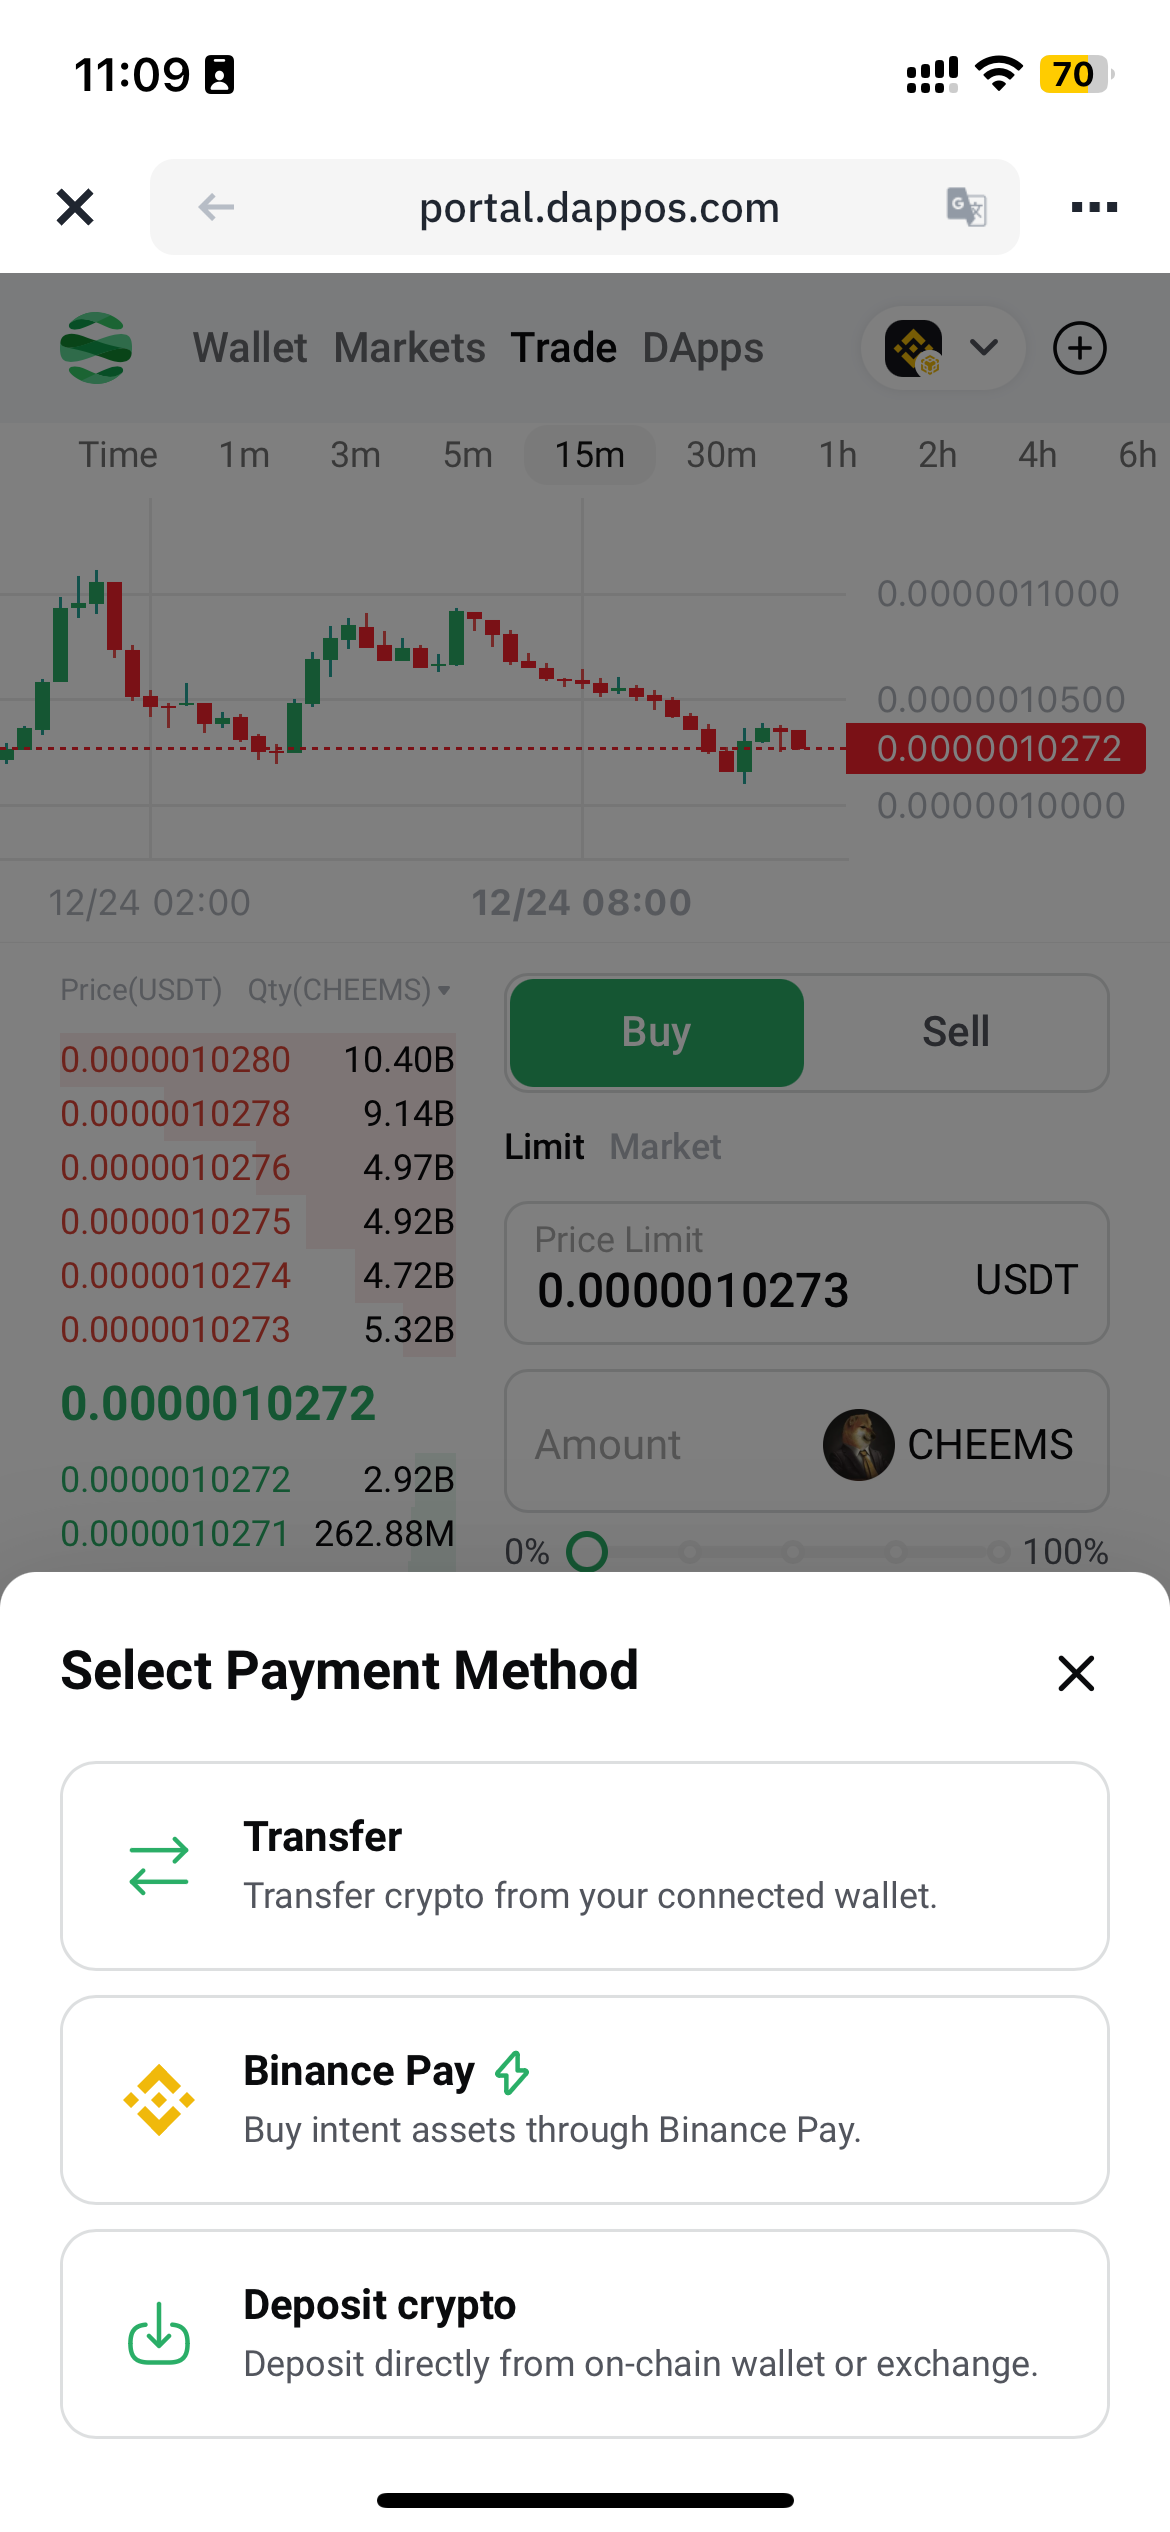 11:09
70
portal.dappos.com
Wallet Markets Trade DApps
Time 1m 3m 5m 15m 30m 1h 2h 4h 6h
0.0000011000
0.0000010500
0.0000010272
0.0000010000
12/24 02:00 12/24 08:00
Price(USDT) Qty(CHEEMS)
0.0000010280 10.40B
0.0000010278 9.14B
0.0000010276 4.97B
0.0000010275 4.92B
0.0000010274 4.72B
0.0000010273 5.32B
0.0000010272
0.0000010272 2.92B
0.0000010271 262.88M
Buy Sell
Limit Market
Price Limit
0.0000010273 USDT
Amount CHEEMS
0% 100%
Select Payment Method
Transfer
Transfer crypto from your connected wallet.
Binance Pay
Buy intent assets through Binance Pay.
Deposit crypto
Deposit directly from on-chain wallet or exchange.